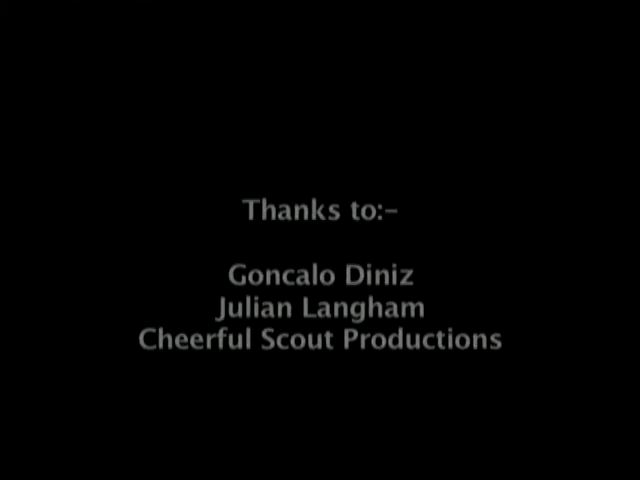 Thanks to:-
Goncalo Diniz
Julian Langham
Cheerful Scout Productions